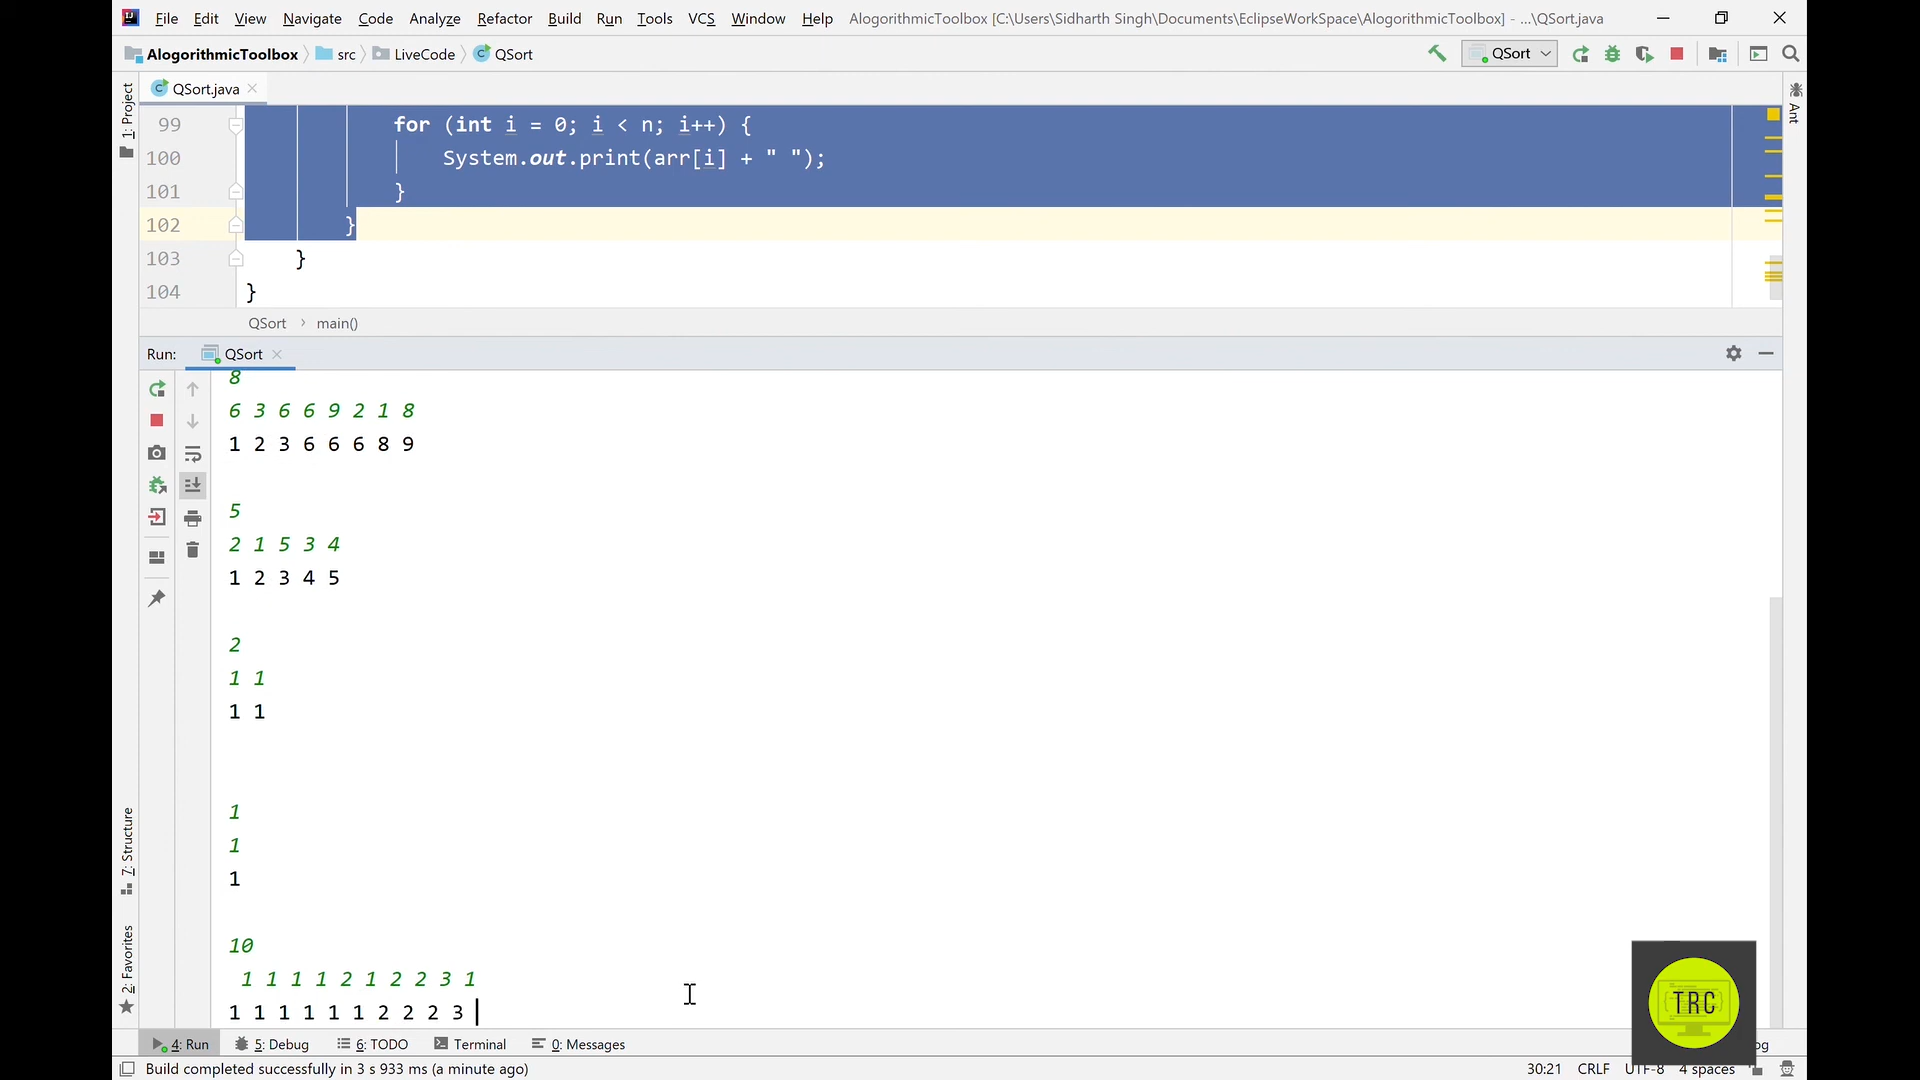 File Edit View Navigate Code Analyze Refactor Build Run Tools VCS Window Help AlogorithmicToolbox [C:\Users\Sidharth Singh\Documents\EclipseWorkSpace\AlogorithmicToolbox] - ...\QSort.java
AlogorithmicToolbox src LiveCode QSort
QSort
1: Project
QSort.java
Ant
99 for (int i = 0; i < n; i++) {
100 System.out.print(arr[i] + " ");
101 }
102 }
103 }
104 }
QSort › main()
Run: QSort
8
6 3 6 6 9 2 1 8
1 2 3 6 6 6 8 9
5
2 1 5 3 4
1 2 3 4 5
2
1 1
1 1
1
1
1
10
1 1 1 1 2 1 2 2 3 1
1 1 1 1 1 1 2 2 2 3
7: Structure
2: Favorites
TRC
4: Run 5: Debug 6: TODO Terminal 0: Messages
Build completed successfully in 3 s 933 ms (a minute ago) 30:21 CRLF UTF-8 4 spaces